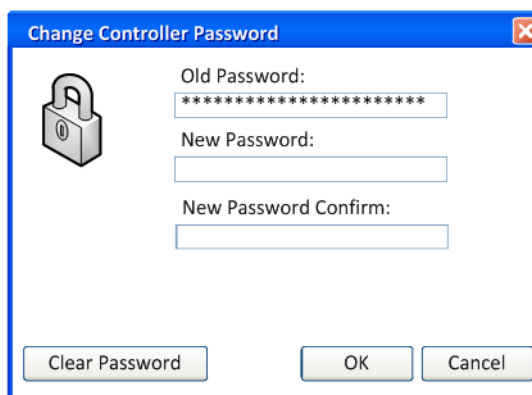 Change Controller Password
Old Password:
***********************
New Password:
New Password Confirm:
Clear Password
OK
Cancel